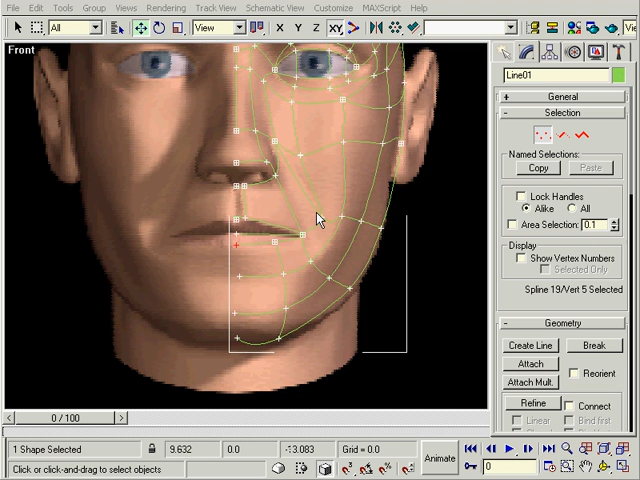 File Edit Tools Group Views Rendering Track View Schematic View Customize MAXScript Help
All View X Y Z XY Vie
Front
Line01
+ General
- Selection
Named Selections:
Copy Paste
Lock Handles
Alike All
Area Selection: 0.1
Display
Show Vertex Numbers
Selected Only
Spline 19/Vert 5 Selected
- Geometry
Create Line Break
Attach
Reorient
Attach Mult.
Refine Connect
Linear Bind first
0 / 100
1 Shape Selected 9.632 0.0 -13.083 Grid = 0.0
Animate
0
Click or click-and-drag to select objects